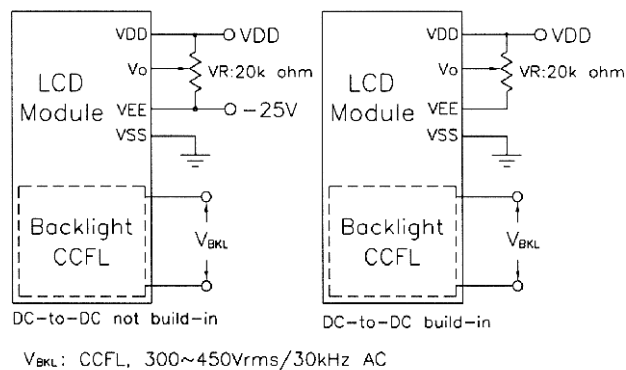 VDD
VDD
LCD
Module
Vo
VR:20k ohm
VEE
-25V
VSS
Backlight
CCFL
VBKL
DC-to-DC not build-in
VDD
VDD
LCD
Module
Vo
VR:20k ohm
VEE
VSS
Backlight
CCFL
VBKL
DC-to-DC build-in
VBKL: CCFL, 300~450Vrms/30kHz AC